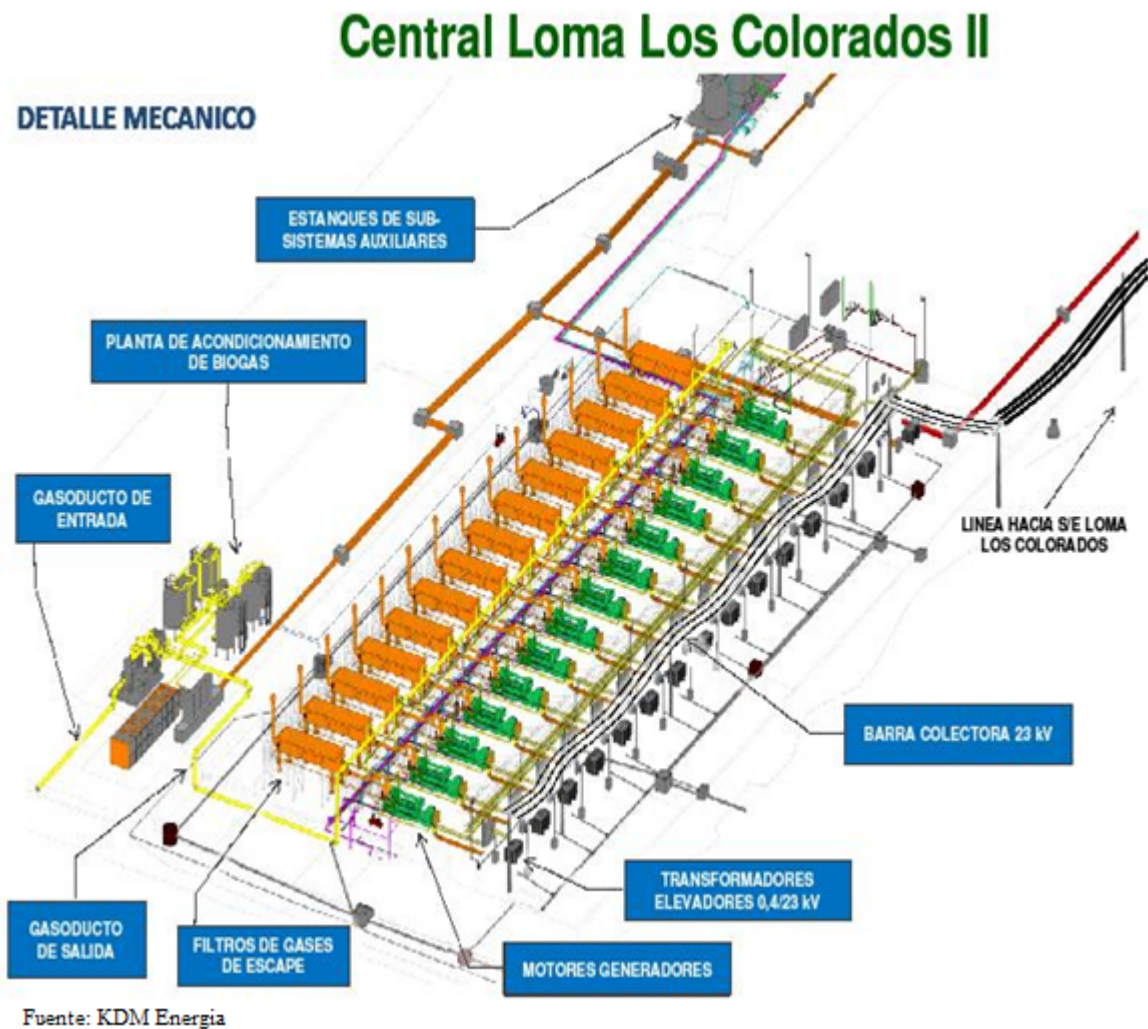 Central Loma Los Colorados II
DETALLE MECANICO
ESTANQUES DE SUB-
SISTEMAS AUXILIARES
PLANTA DE ACONDICIONAMIENTO
DE BIOGAS
GASODUCTO DE
ENTRADA
LINEA HACIA S/E LOMA
LOS COLORADOS
BARRA COLECTORA 23 kV
TRANSFORMADORES
ELEVADORES 0,4/23 kV
GASODUCTO
DE SALIDA
FILTROS DE GASES
DE ESCAPE
MOTORES GENERADORES
Fuente: KDM Energia